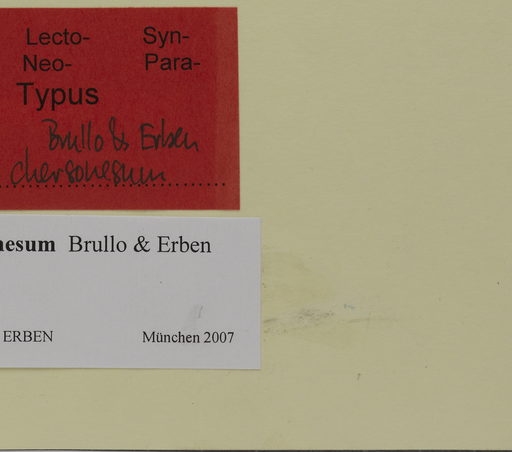 Lecto- Syn-
Neo- Para-
Typus
Brullo & Erben
chersonesum
nesum Brullo & Erben
ERBEN München 2007